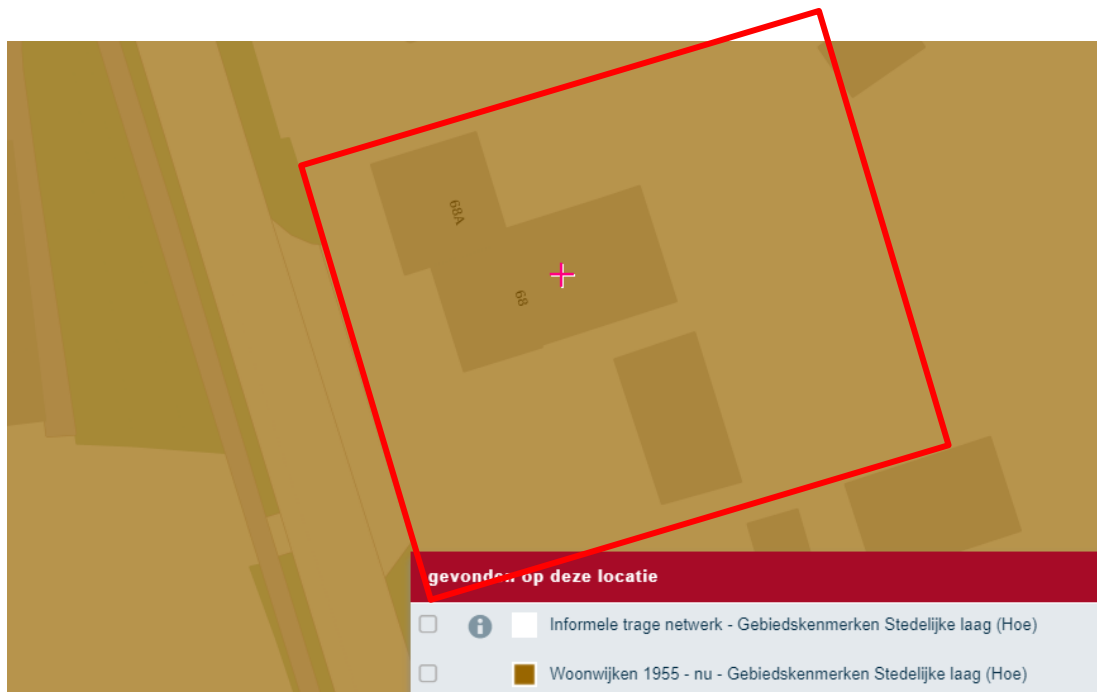 68A
68
gevonden op deze locatie
Informele trage netwerk - Gebiedskenmerken Stedelijke laag (Hoe)
Woonwijken 1955 - nu - Gebiedskenmerken Stedelijke laag (Hoe)